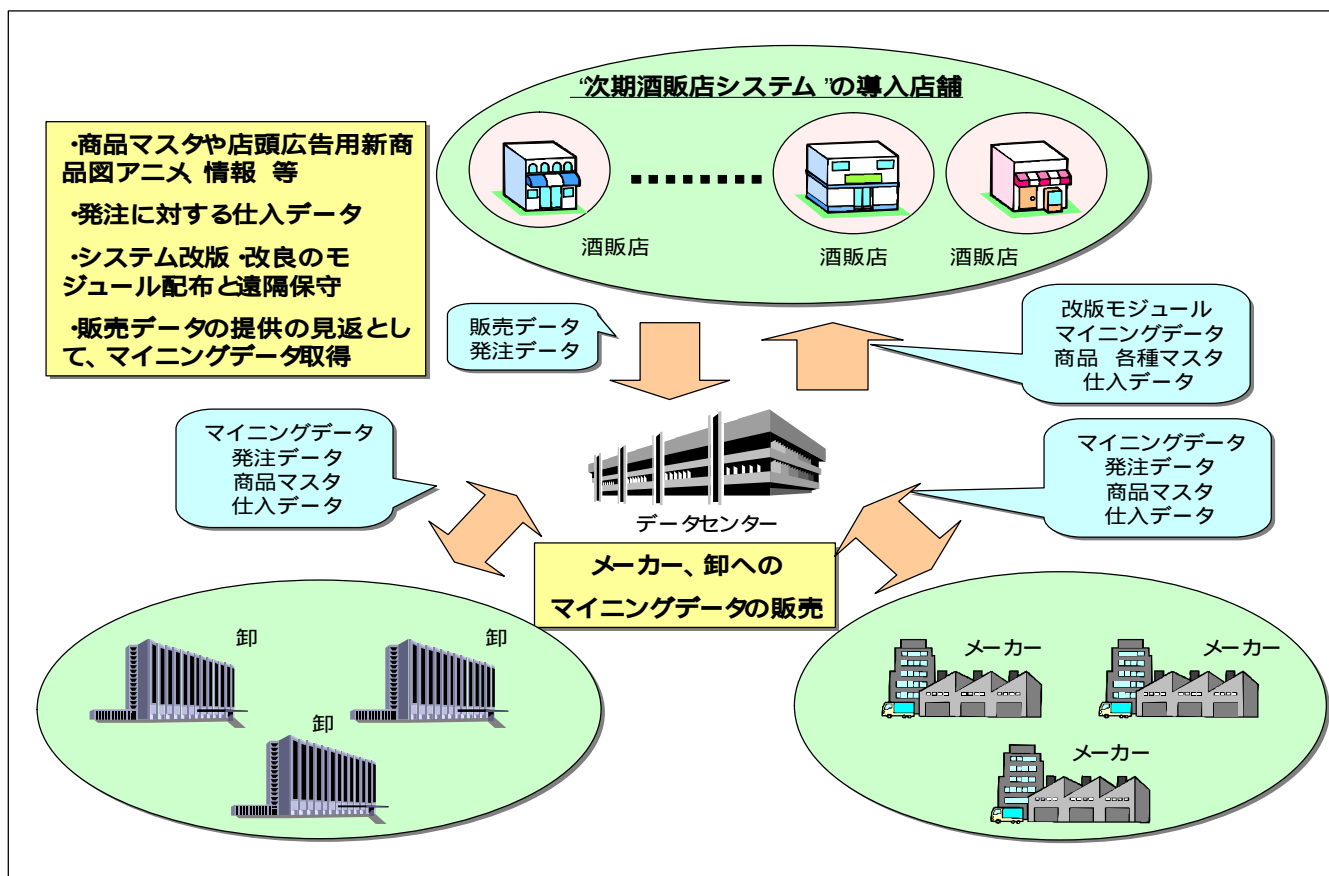 “次期酒販店システム”の導入店舗
・商品マスタや店頭広告用新商
品図アニメ、情報 等
・発注に対する仕入データ
・システム改版・改良のモ
ジュール配布と遠隔保守
・販売データの提供の見返とし
て、マイニングデータ取得
酒販店
酒販店
酒販店
販売データ
発注データ
改版モジュール
マイニングデータ
商品 各種マスタ
仕入データ
マイニングデータ
発注データ
商品マスタ
仕入データ
マイニングデータ
発注データ
商品マスタ
仕入データ
データセンター
メーカー、卸への
マイニングデータの販売
卸
卸
卸
メーカー
メーカー
メーカー